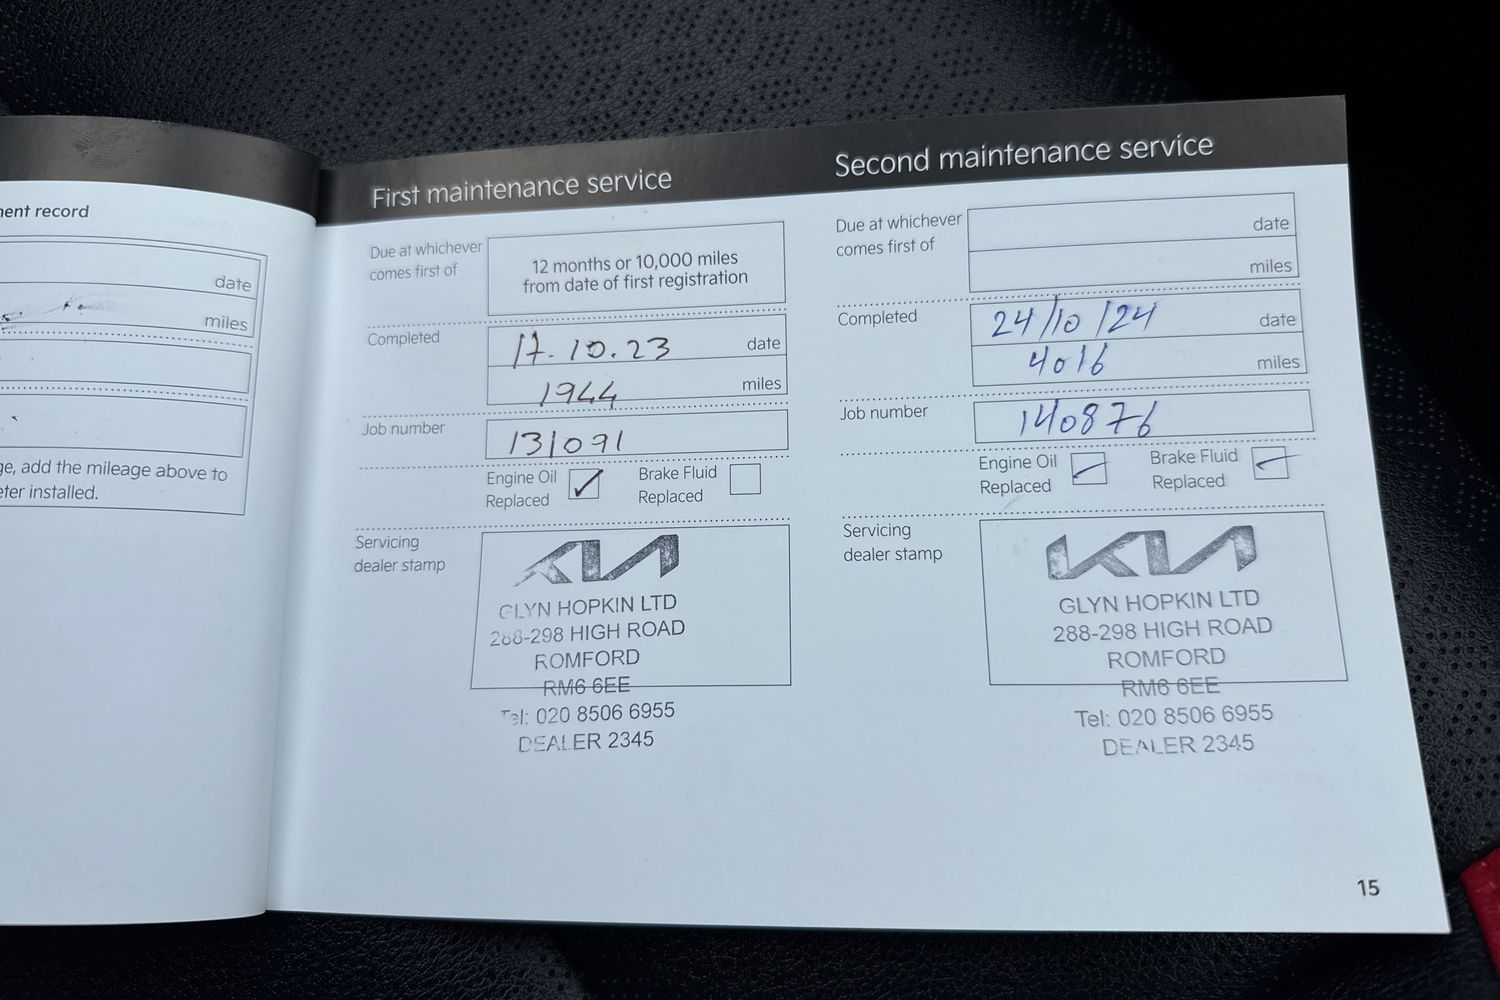 ent record
date
miles
ge, add the mileage above to
eter installed.
First maintenance service
Due at whichever
comes first of
12 months or 10,000 miles
from date of first registration
Completed
17.10.23 date
1944 miles
Job number
131091
Engine Oil
Replaced
Brake Fluid
Replaced
Servicing
dealer stamp
KIA
GLYN HOPKIN LTD
288-298 HIGH ROAD
ROMFORD
RM6 6EE
Tel: 020 8506 6955
DEALER 2345
Second maintenance service
Due at whichever
comes first of
date
miles
Completed
24/10/24 date
4016 miles
Job number
140876
Engine Oil
Replaced
Brake Fluid
Replaced
Servicing
dealer stamp
KIA
GLYN HOPKIN LTD
288-298 HIGH ROAD
ROMFORD
RM6 6EE
Tel: 020 8506 6955
DEALER 2345
15